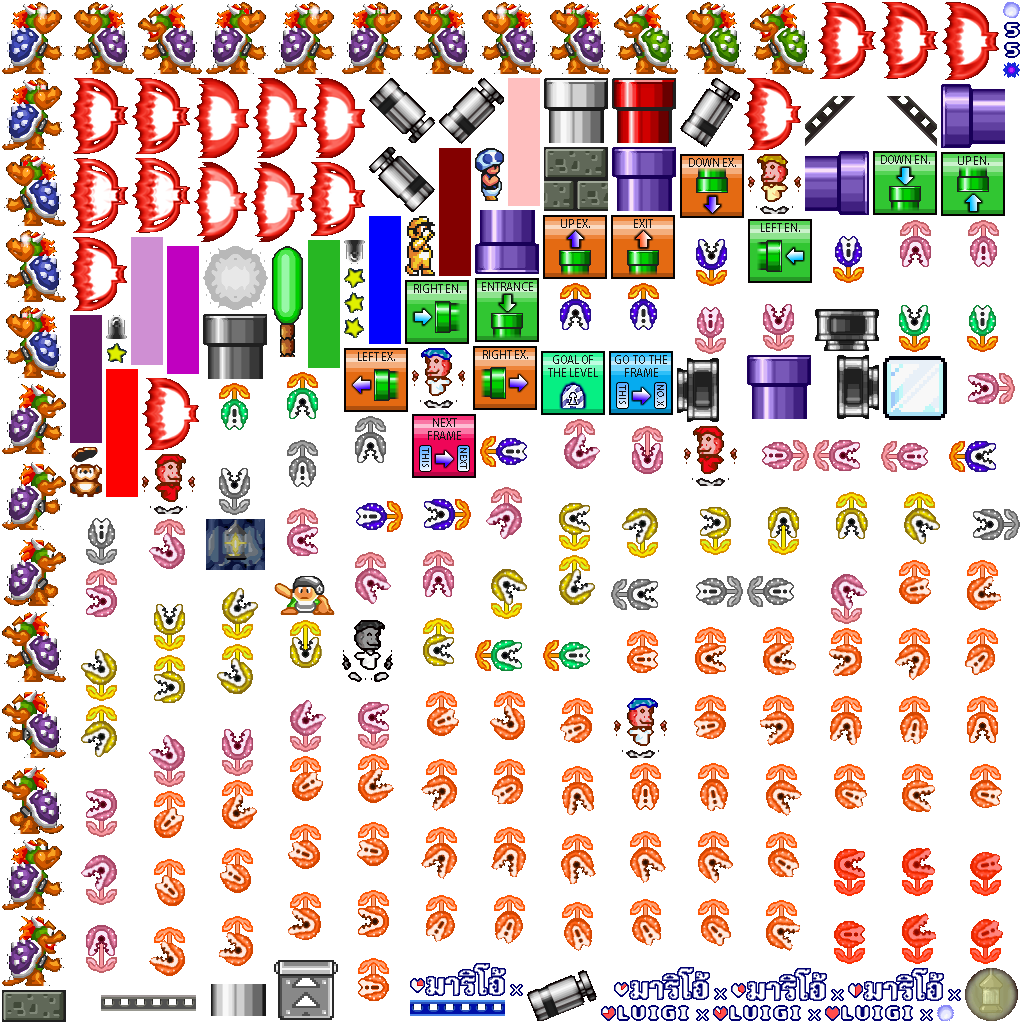 5
5
DOWN EX.
DOWN EN.
UP EN.
UP EX.
EXIT
LEFT EN.
RIGHT EN.
ENTRANCE
LEFT EX.
RIGHT EX.
GOAL OF
THE LEVEL
GO TO THE
FRAME
THIS NO.X
NEXT
FRAME
THIS NEXT
มาริโอ้ x
มาริโอ้ x มาริโอ้ x มาริโอ้ x
LUIGI x LUIGI x LUIGI x